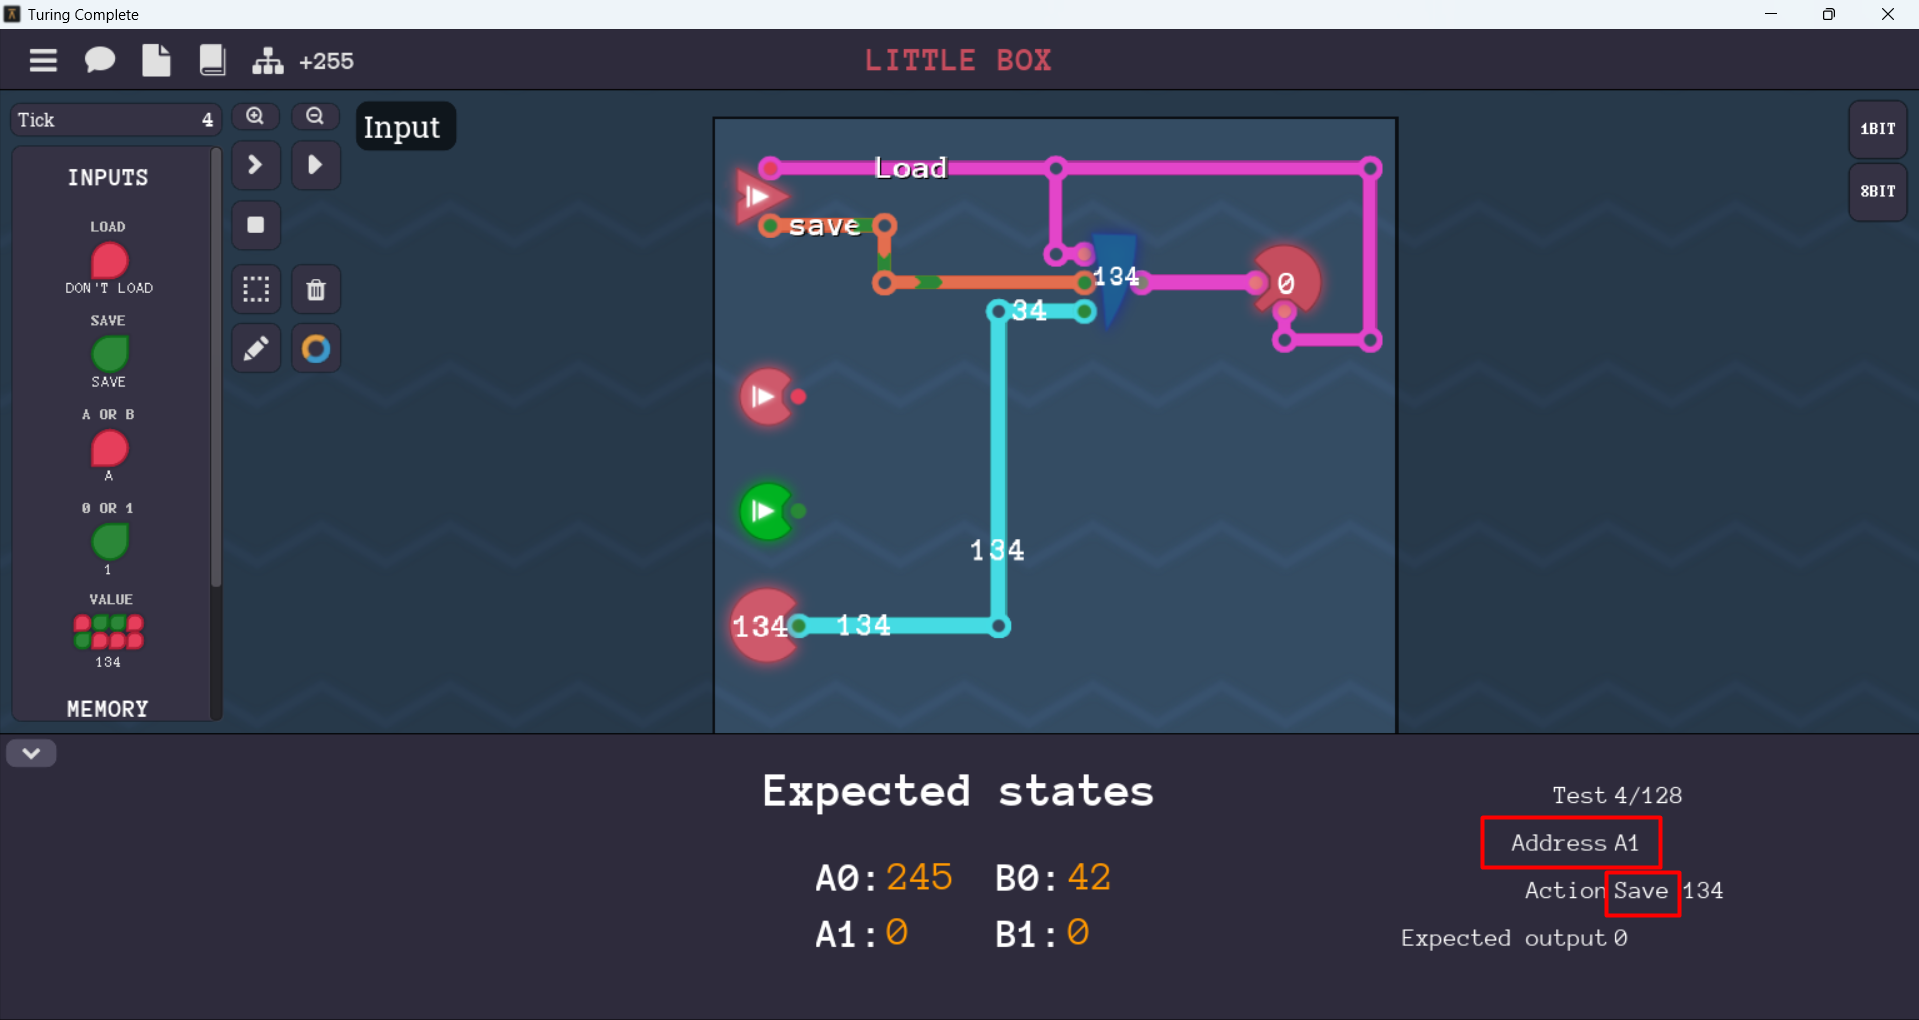 Turing Complete
+255
LITTLE BOX
Tick 4
Input
1BIT
8BIT
INPUTS
LOAD
DON'T LOAD
SAVE
SAVE
A OR B
A
0 OR 1
1
VALUE
134
MEMORY
Load
save
134
0
34
134
134
134
Expected states
A0:245 B0:42
A1:0 B1:0
Test 4/128
Address A1
Action Save 134
Expected output 0